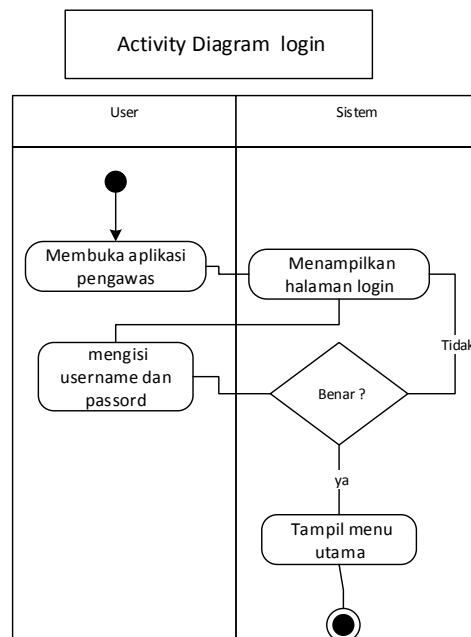 Activity Diagram login
User
Sistem
Membuka aplikasi
pengawas
Menampilkan
halaman login
mengisi
username dan
passord
Benar ?
Tidak
ya
Tampil menu
utama